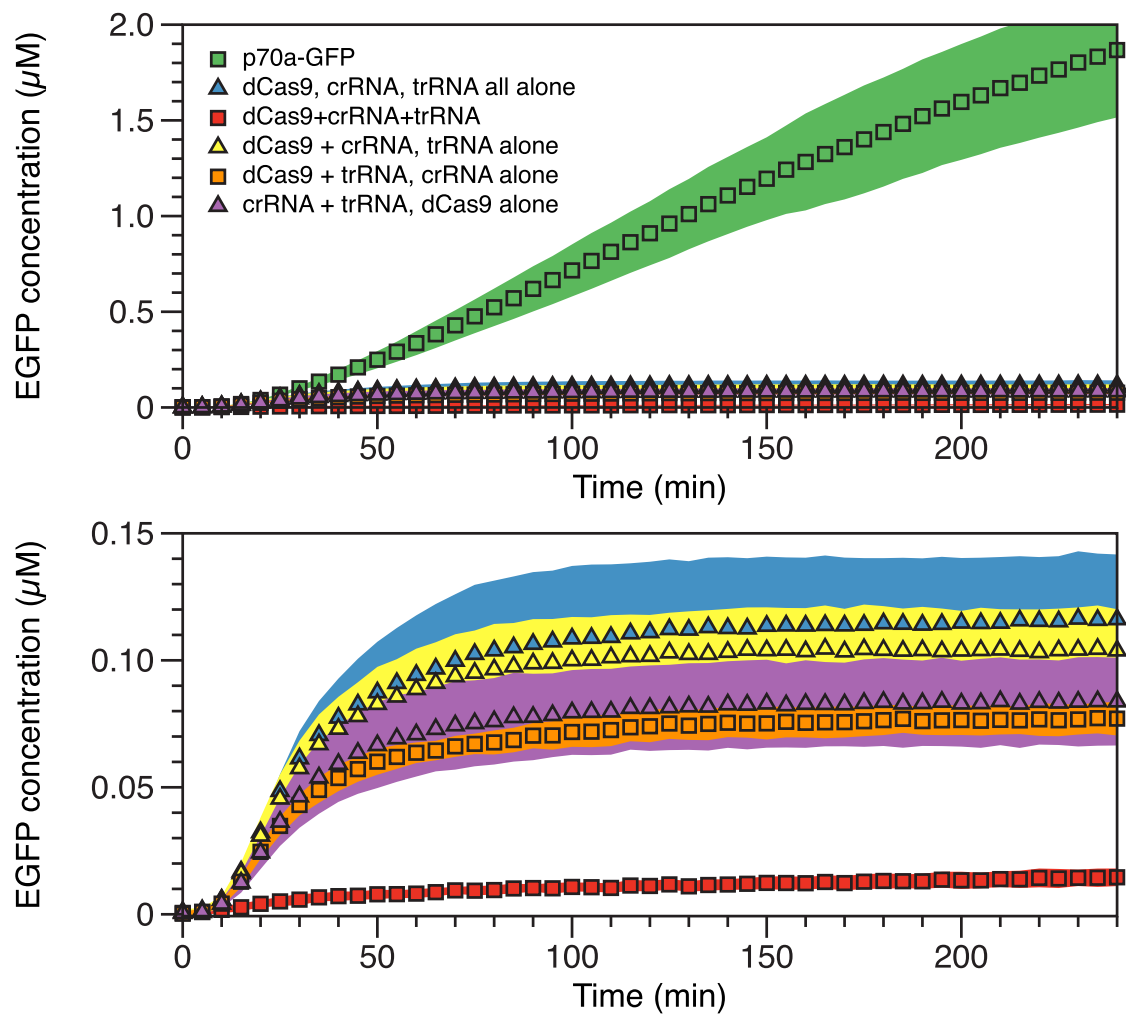 2.0
1.5
1.0
0.5
0
EGFP concentration (µM)
p70a-GFP
dCas9, crRNA, trRNA all alone
dCas9+crRNA+trRNA
dCas9 + crRNA, trRNA alone
dCas9 + trRNA, crRNA alone
crRNA + trRNA, dCas9 alone
0 50 100 150 200
Time (min)
0.15
0.10
0.05
0
EGFP concentration (µM)
0 50 100 150 200
Time (min)